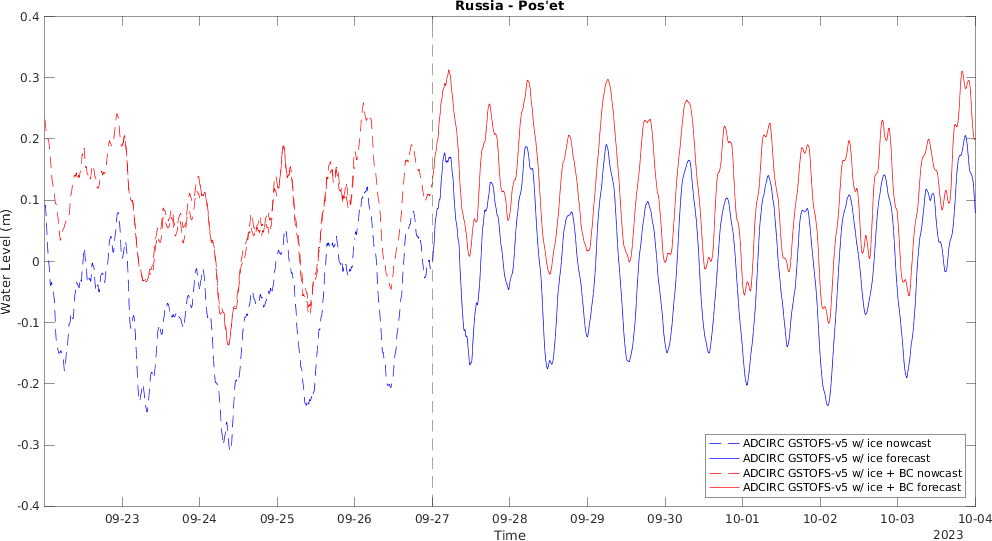 Russia - Pos'et
Water Level (m)
0.4
0.3
0.2
0.1
0
-0.1
-0.2
-0.3
-0.4
ADCIRC GSTOFS-v5 w/ ice nowcast
ADCIRC GSTOFS-v5 w/ ice forecast
ADCIRC GSTOFS-v5 w/ ice + BC nowcast
ADCIRC GSTOFS-v5 w/ ice + BC forecast
09-23 09-24 09-25 09-26 09-27 09-28 09-29 09-30 10-01 10-02 10-03 10-04
Time
2023